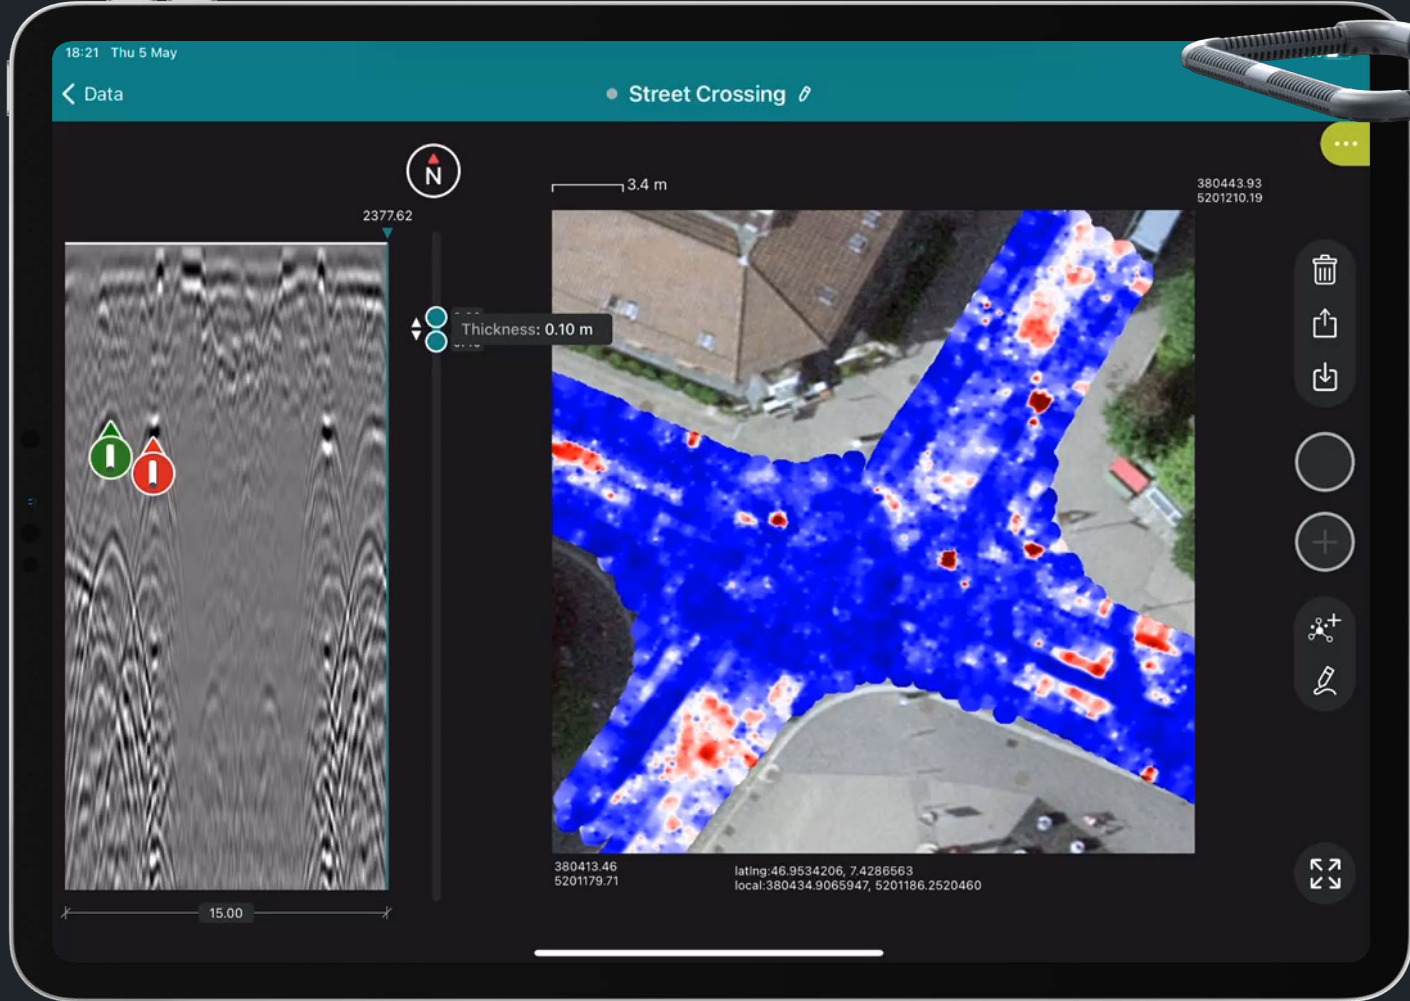 18:21 Thu 5 May
Data
Street Crossing
N
3.4 m
380443.93
5201210.19
2377.62
Thickness: 0.10 m
380413.46
5201179.71
latlng:46.9534206, 7.4286563
local:380434.9065947, 5201186.2520460
15.00